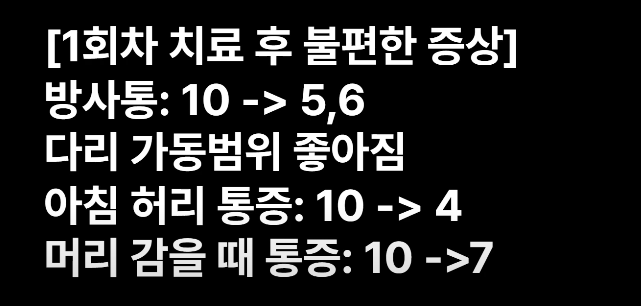 [1회차 치료 후 불편한 증상]
방사통: 10 -> 5,6
다리 가동범위 좋아짐
아침 허리 통증: 10 -> 4
머리 감을 때 통증: 10 ->7